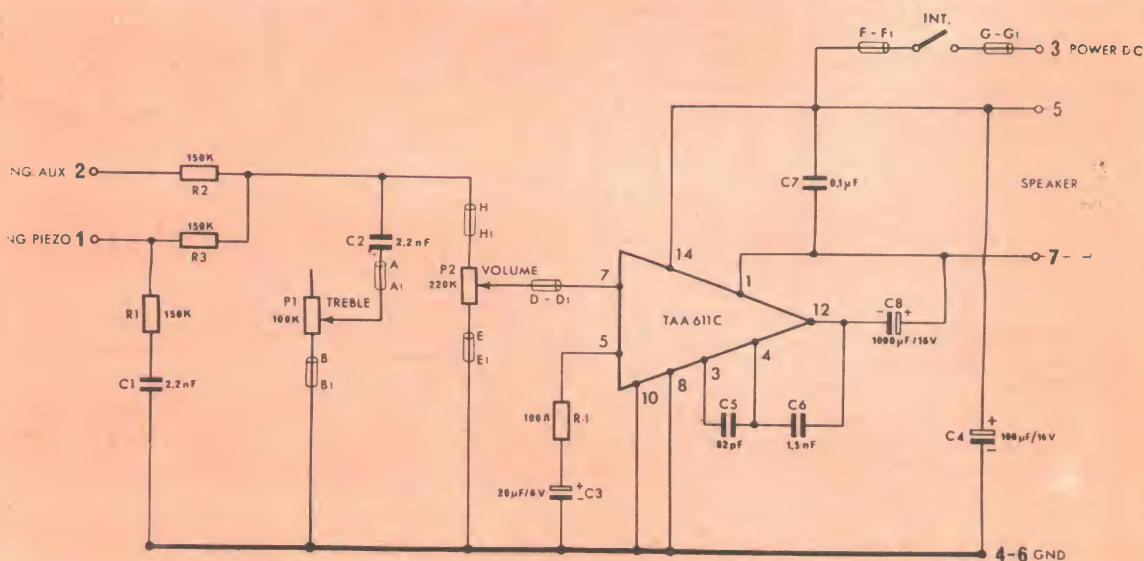 INT.
F - F1
G - G1
3 POWER DC
5
150K
NG. AUX 2
R2
C7 0,1µF
SPEAKER
H
H1
150K
NG PIEZO 1
R3
C2 2,2nF
A
A1
14
7
P2 VOLUME
220K
7
D - D1
1
C8
- +
1000µF/16V
R1 150K
P1 TREBLE
100K
TAA 611C
12
E
E1
5
4
3
8
10
B
B1
C1 2,2nF
C5
82pF
C6
1,5nF
100Ω
+
C4 100µF/16V
-
20µF/6V
+
- C3
4-6 GND